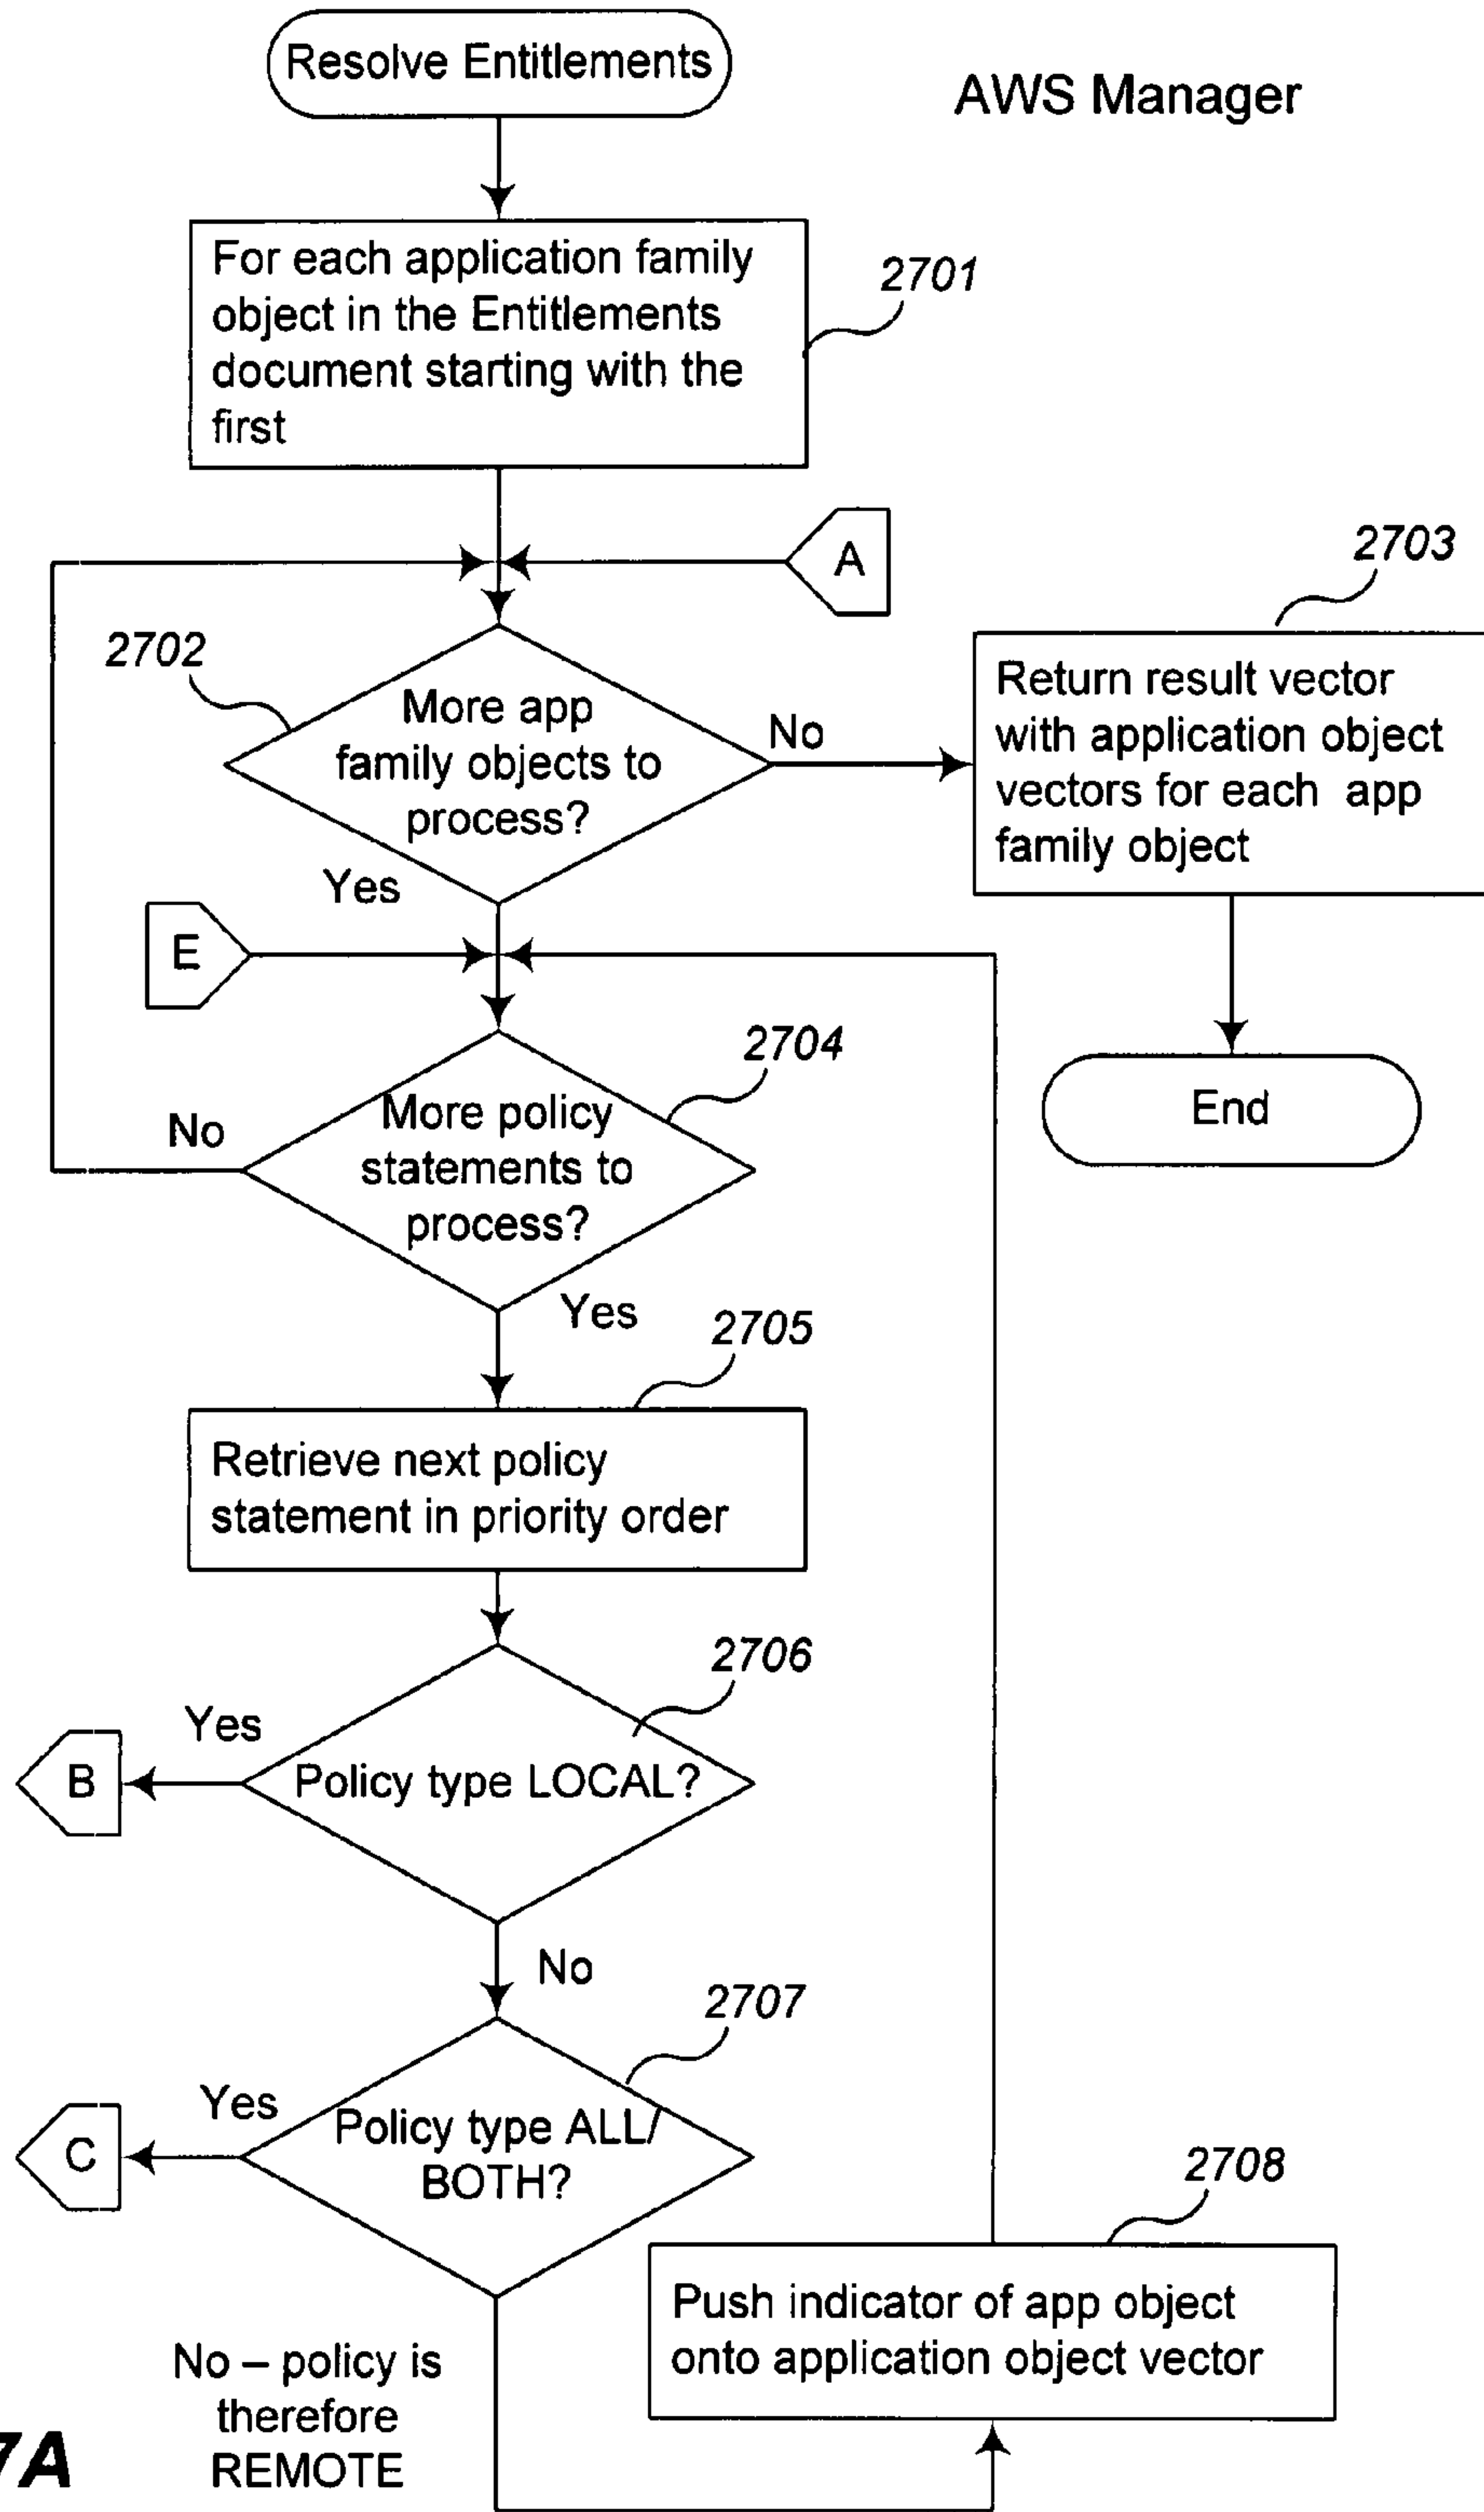 Resolve Entitlements
AWS Manager
For each application family
object in the Entitlements
document starting with the
first
2701
A
2703
2702
More app
family objects to
process?
No
Return result vector
with application object
vectors for each app
family object
Yes
E
2704
More policy
statements to
process?
No
End
Yes
2705
Retrieve next policy
statement in priority order
2706
Yes
B
Policy type LOCAL?
No
2707
Yes
C
Policy type ALL/
BOTH?
2708
Push indicator of app object
onto application object vector
No – policy is
therefore
REMOTE
7A